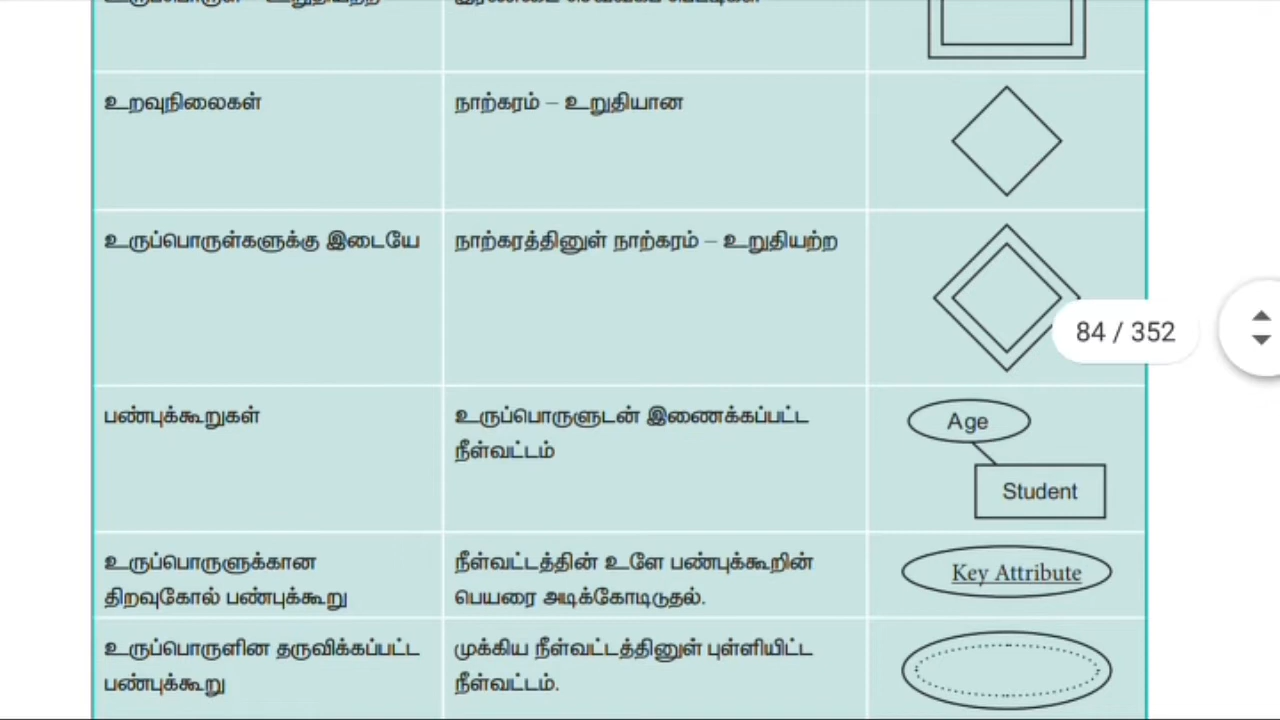 உறவுநிலைகள்
நாற்கரம் – உறுதியான
உருப்பொருள்களுக்கு இடையே
நாற்கரத்தினுள் நாற்கரம் – உறுதியற்ற
84 / 352
பண்புக்கூறுகள்
உருப்பொருளுடன் இணைக்கப்பட்ட
நீள்வட்டம்
Age
Student
உருப்பொருளுக்கான
திறவுகோல் பண்புக்கூறு
நீள்வட்டத்தின் உளே பண்புக்கூறின்
பெயரை அடிக்கோடிடுதல்.
Key Attribute
உருப்பொருளின தருவிக்கப்பட்ட
பண்புக்கூறு
முக்கிய நீள்வட்டத்தினுள் புள்ளியிட்ட
நீள்வட்டம்.